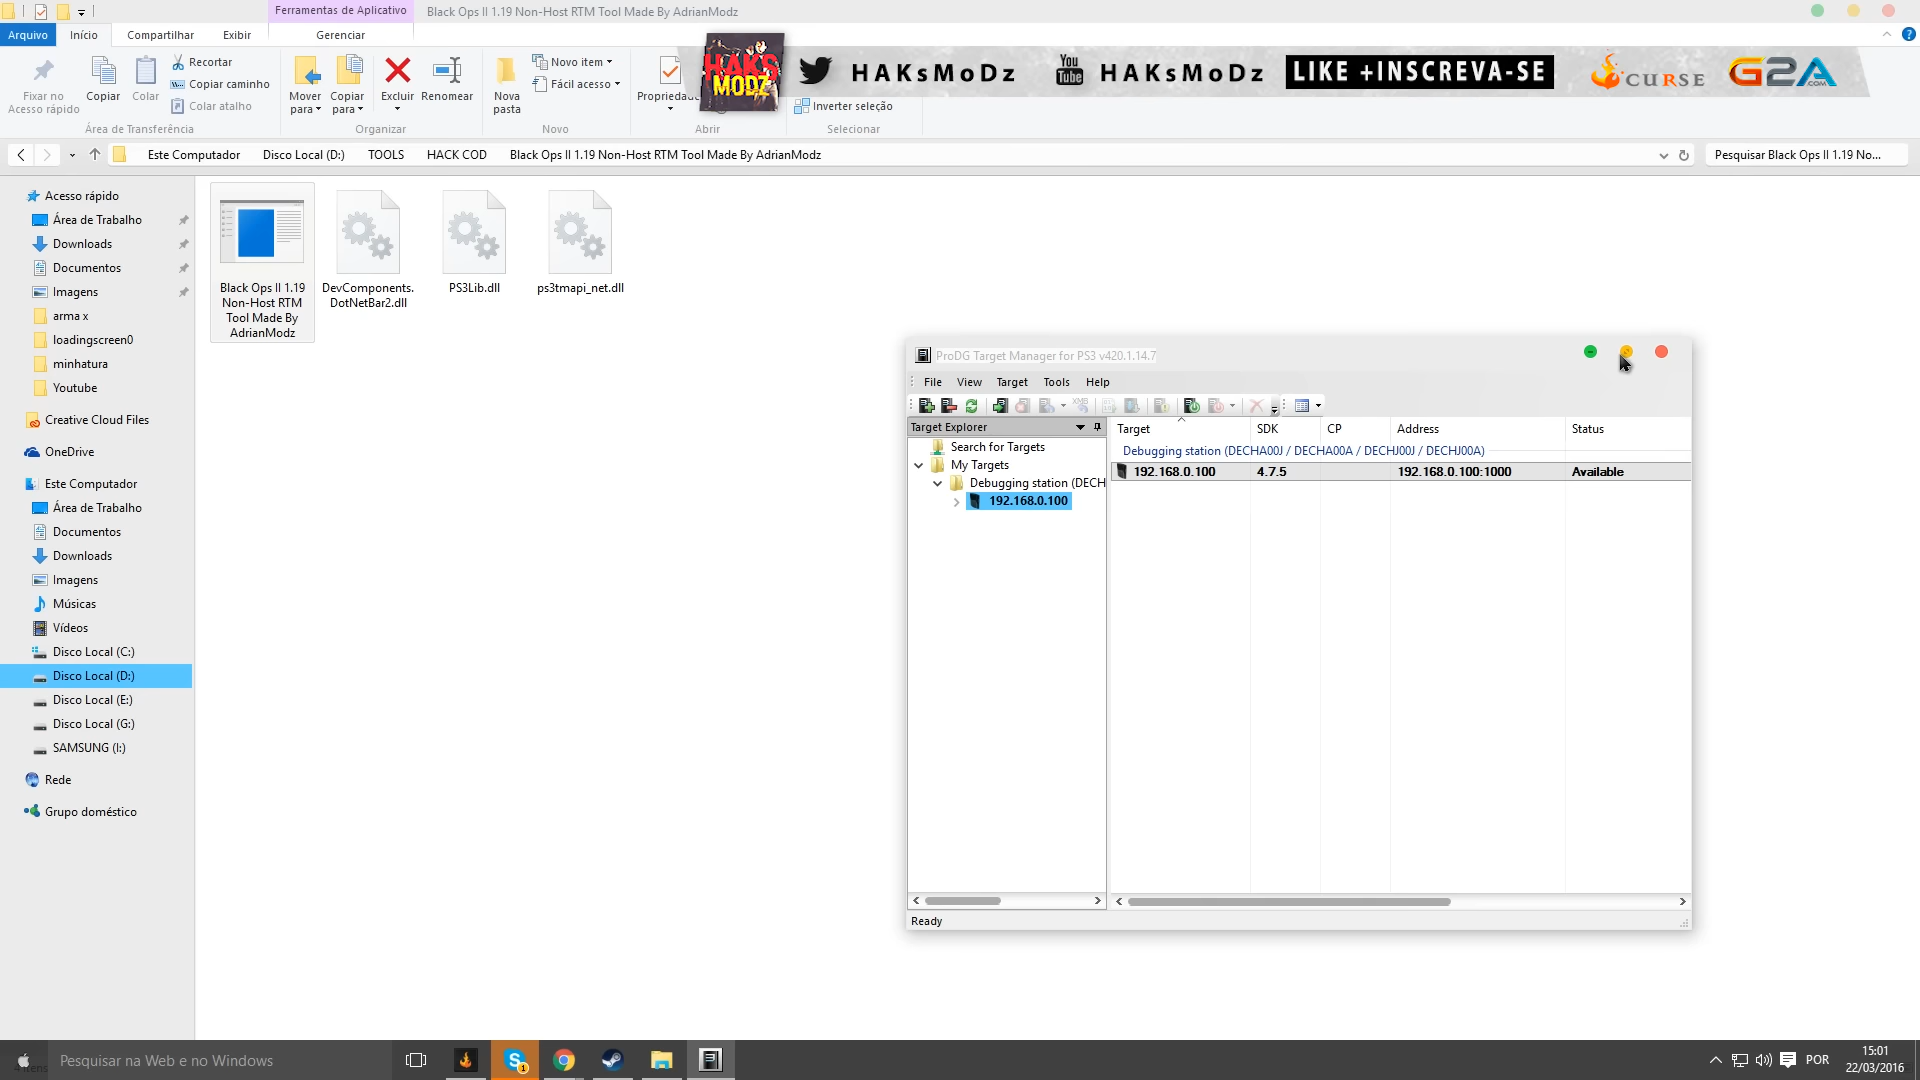 Ferramentas de Aplicativo
Black Ops II 1.19 Non-Host RTM Tool Made By AdrianModz
Arquivo
Início
Compartilhar
Exibir
Gerenciar
Fixar no
Acesso rápido
Copiar
Colar
Recortar
Copiar caminho
Colar atalho
Área de Transferência
Mover
para
Copiar
para
Excluir
Renomear
Organizar
Nova
pasta
Novo item
Fácil acesso
Novo
Abrir
Inverter seleção
Selecionar
HAKS
MODZ
HAKsMoDz
You
Tube
HAKsMoDz
LIKE +INSCREVA-SE
CURSE
G2A.COM
Este Computador
Disco Local (D:)
TOOLS
HACK COD
Black Ops II 1.19 Non-Host RTM Tool Made By AdrianModz
Pesquisar Black Ops II 1.19 No...
Acesso rápido
Área de Trabalho
Downloads
Documentos
Imagens
arma x
loadingscreen0
minhatura
Youtube
Creative Cloud Files
OneDrive
Este Computador
Área de Trabalho
Documentos
Downloads
Imagens
Músicas
Vídeos
Disco Local (C:)
Disco Local (D:)
Disco Local (E:)
Disco Local (G:)
SAMSUNG (I:)
Rede
Grupo doméstico
Black Ops II 1.19
Non-Host RTM
Tool Made By
AdrianModz
DevComponents.
DotNetBar2.dll
PS3Lib.dll
ps3tmapi_net.dll
ProDG Target Manager for PS3 v420.1.14.7
File
View
Target
Tools
Help
XMB
Target Explorer
Search for Targets
My Targets
Debugging station (DECH
192.168.0.100
Target
SDK
CP
Address
Status
Debugging station (DECHA00J / DECHA00A / DECHJ00J / DECHJ00A)
192.168.0.100
4.7.5
192.168.0.100:1000
Available
Ready
Pesquisar na Web e no Windows
POR
15:01
22/03/2016